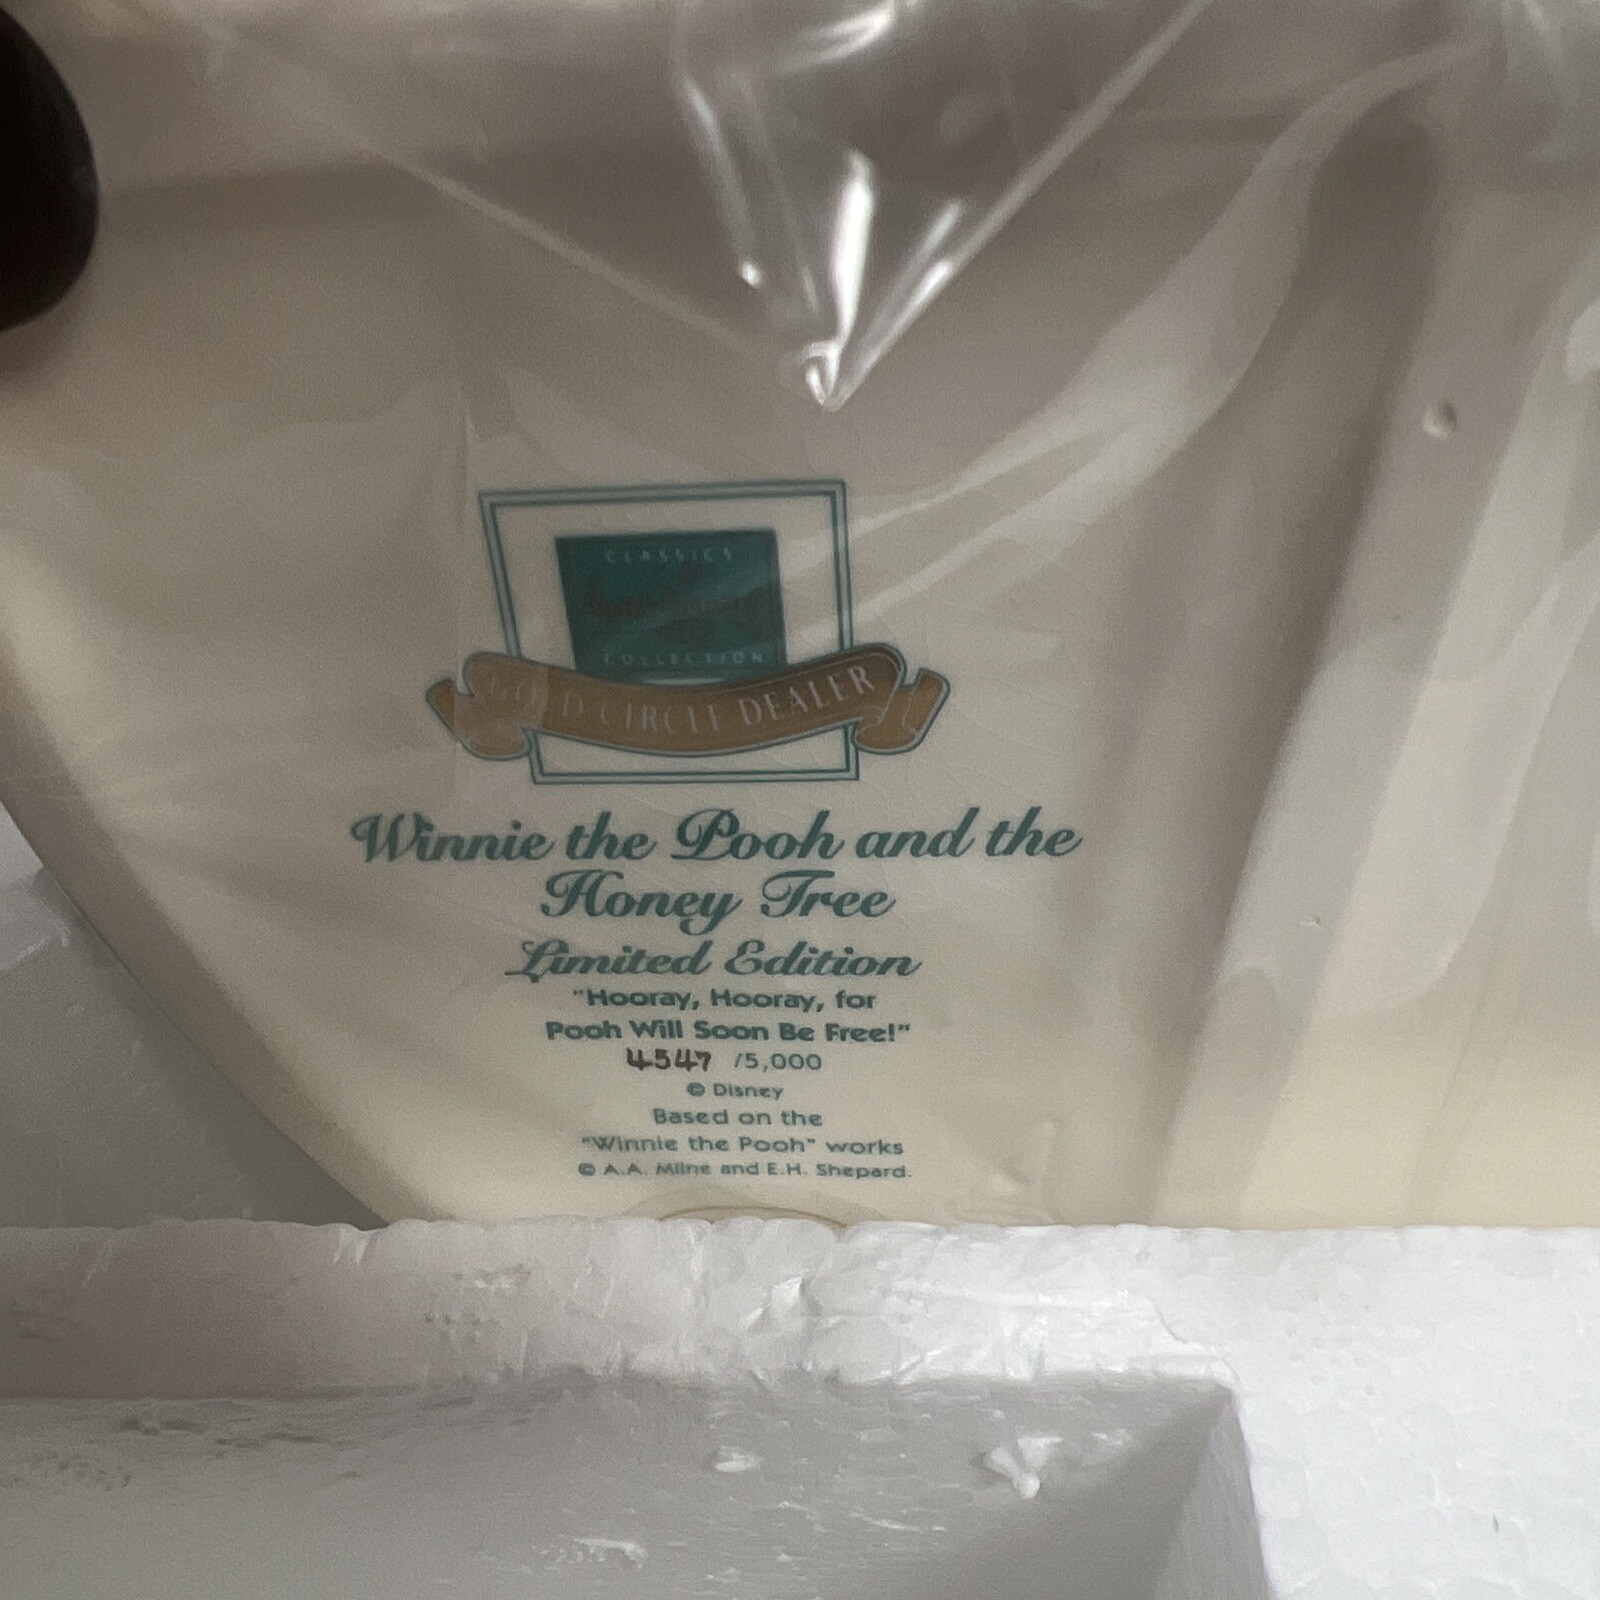 CLASSICS
COLLECTION
GOLD CIRCLE DEALER
Winnie the Pooh and the
Honey Tree
Limited Edition
"Hooray, Hooray, for
Pooh Will Soon Be Free!"
4547 /5,000
© Disney
Based on the
"Winnie the Pooh" works
© A.A. Milne and E.H. Shepard.